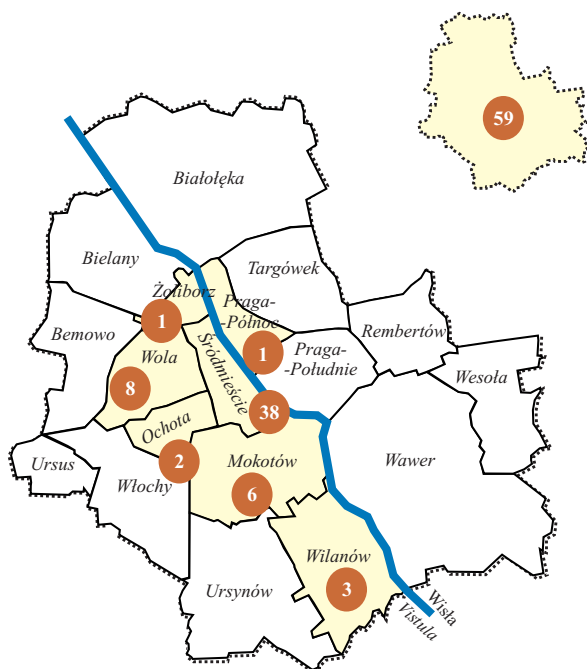 59
Białołęka
Bielany
Targówek
Żoliborz
Praga-
-Północ
1
Bemowo
Rembertów
Wola
1
Praga-
-Południe
Śródmieście
Wesoła
8
38
Ochota
Ursus
Włochy
2
Mokotów
Wawer
6
Wilanów
Ursynów
3
Wisła
Vistula